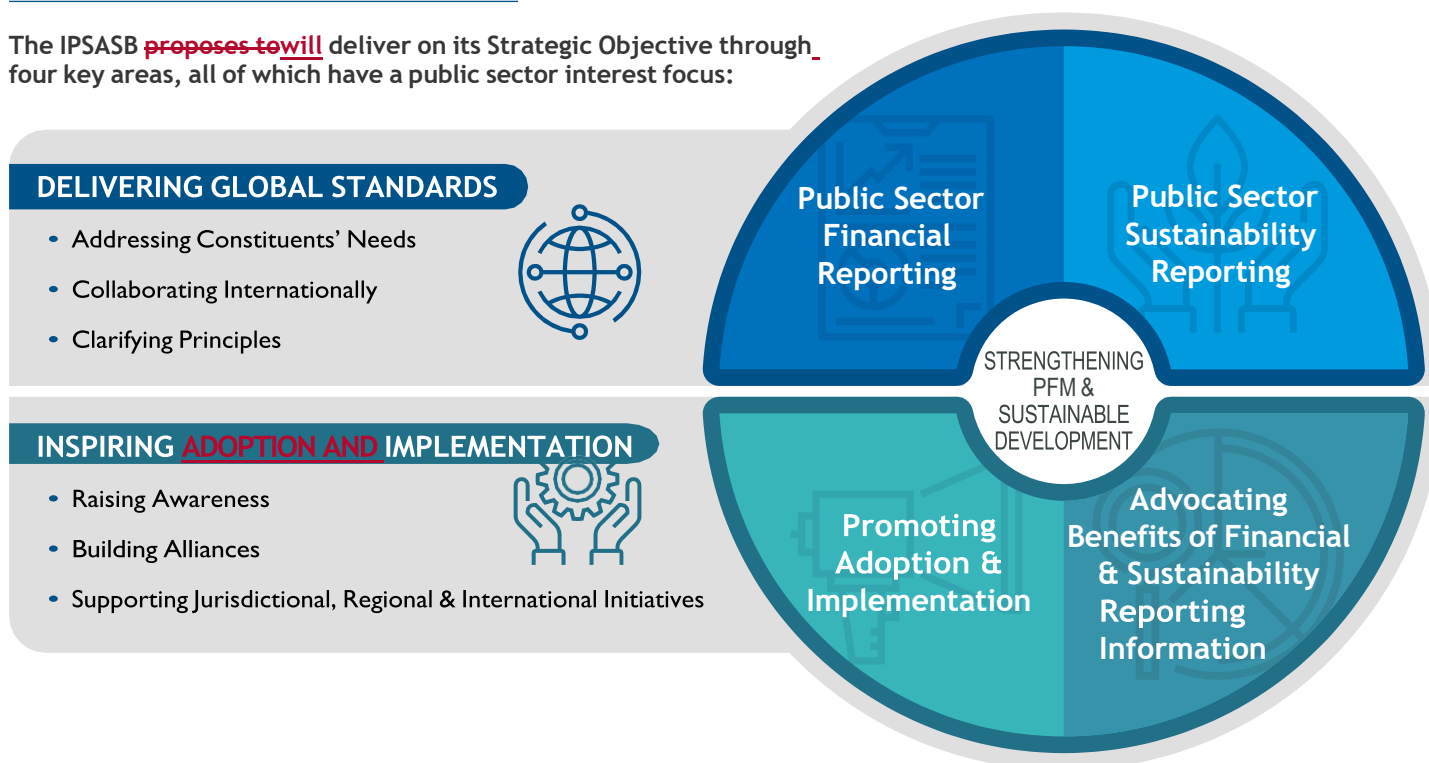 The IPSASB proposes towill deliver on its Strategic Objective through
four key areas, all of which have a public sector interest focus:
DELIVERING GLOBAL STANDARDS
• Addressing Constituents’ Needs
• Collaborating Internationally
• Clarifying Principles
INSPIRING ADOPTION AND IMPLEMENTATION
• Raising Awareness
• Building Alliances
• Supporting Jurisdictional, Regional & International Initiatives
Public Sector
Financial
Reporting
Public Sector
Sustainability
Reporting
STRENGTHENING
PFM &
SUSTAINABLE
DEVELOPMENT
Promoting
Adoption &
Implementation
Advocating
Benefits of Financial
& Sustainability
Reporting
Information